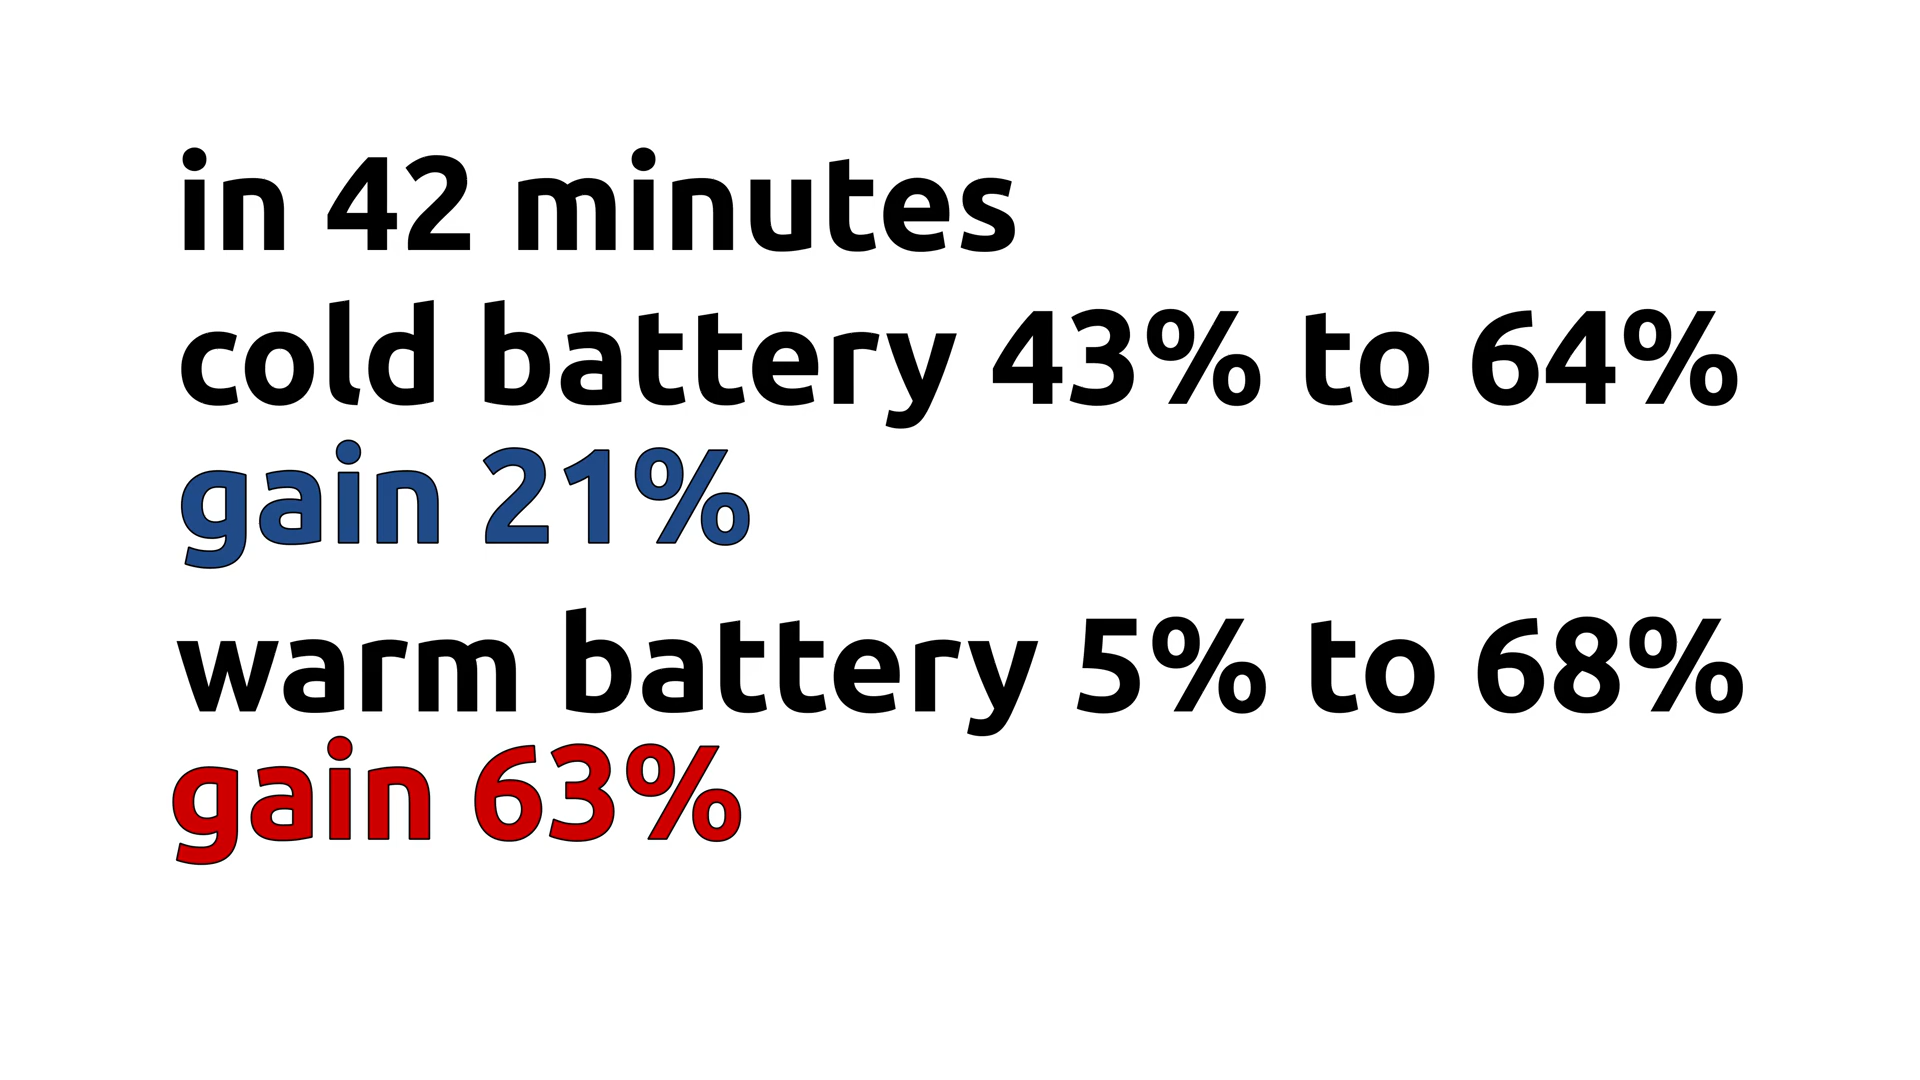 in 42 minutes
cold battery 43% to 64%
gain 21%
warm battery 5% to 68%
gain 63%